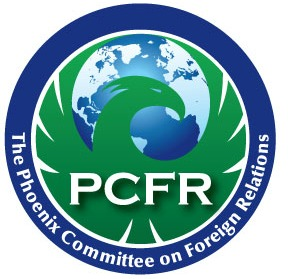 PCFR
The Phoenix Committee on Foreign Relations